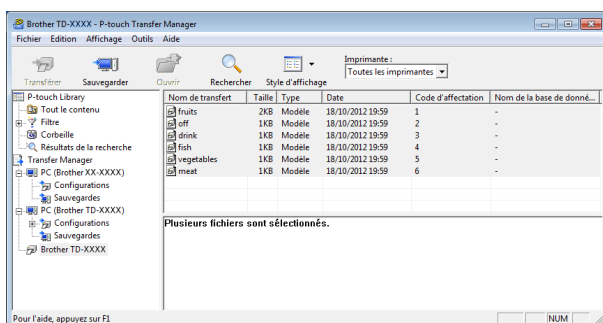 Brother TD-XXXX - P-touch Transfer Manager
Fichier Edition Affichage Outils Aide
Transférer Sauvegarder Ouvrir Rechercher Style d'affichage
Imprimante :
Toutes les imprimantes
P-touch Library
Tout le contenu
Filtre
Corbeille
Résultats de la recherche
Transfer Manager
PC (Brother XX-XXXX)
Configurations
Sauvegardes
PC (Brother TD-XXXX)
Configurations
Sauvegardes
Brother TD-XXXX
Nom de transfert Taille Type Date Code d'affectation Nom de la base de donné...
fruits 2KB Modèle 18/10/2012 19:59 1 -
off 1KB Modèle 18/10/2012 19:59 2 -
drink 1KB Modèle 18/10/2012 19:59 3 -
fish 1KB Modèle 18/10/2012 19:59 4 -
vegetables 1KB Modèle 18/10/2012 19:59 5 -
meat 1KB Modèle 18/10/2012 19:59 6 -
Plusieurs fichiers sont sélectionnés.
Pour l'aide, appuyez sur F1
NUM